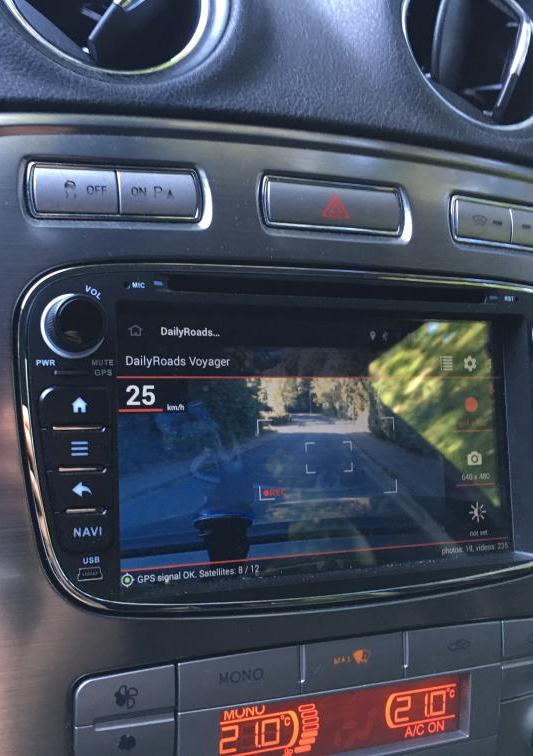 OFF ON P
MIC
RST
VOL
PWR MUTE
GPS
NAVI
USB
DailyRoads...
DailyRoads Voyager
25 km/h
REC
640 x 480
not set
photos: 18, videos: 235
GPS signal OK. Satellites: 8 / 12
MONO
MAX
MONO
21.0°C
21.0°C
A/C ON